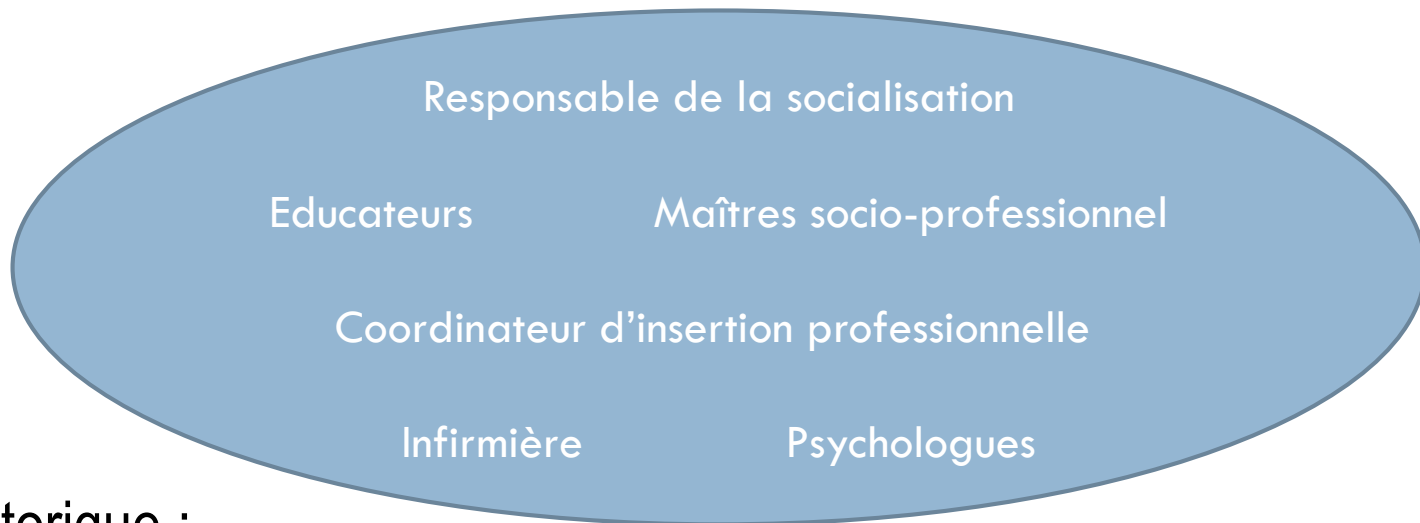 Responsable de la socialisation
Educateurs Maîtres socio-professionnel
Coordinateur d’insertion professionnelle
Infirmière Psychologues